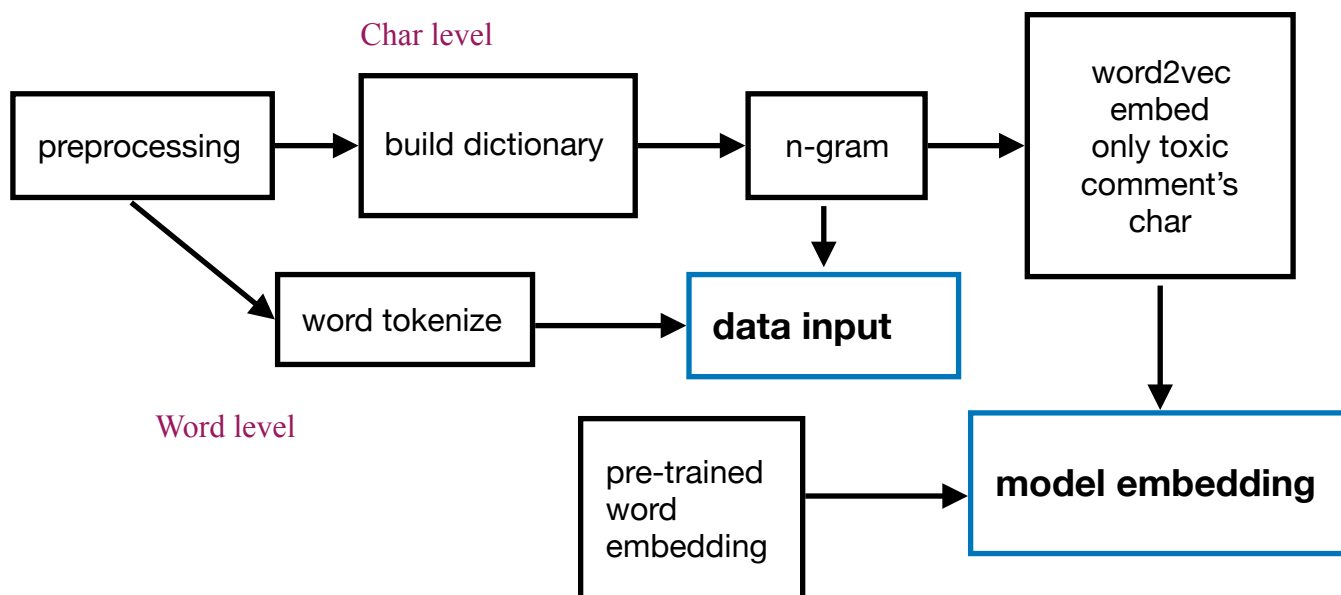 Char level
preprocessing
build dictionary
n-gram
word2vec
embed
only toxic
comment’s
char
word tokenize
data input
Word level
pre-trained
word
embedding
model embedding